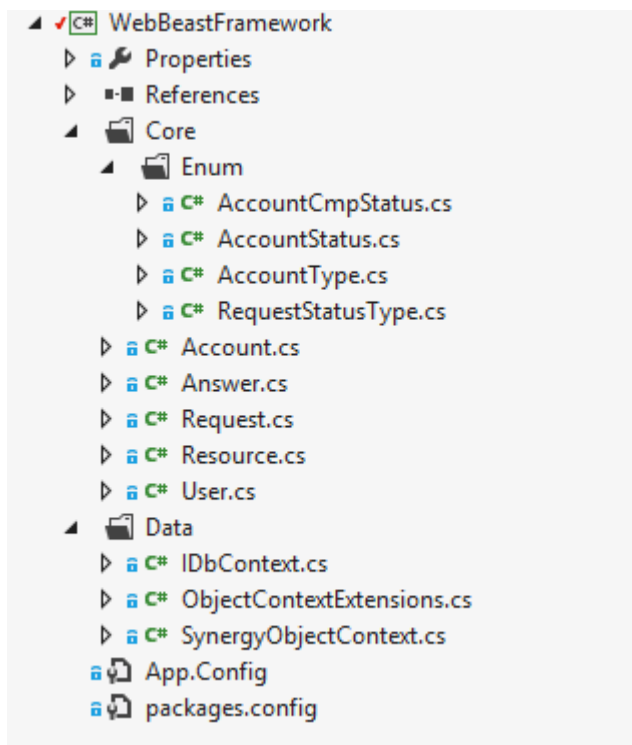 C# WebBeastFramework
Properties
References
Core
Enum
C# AccountCmpStatus.cs
C# AccountStatus.cs
C# AccountType.cs
C# RequestStatusType.cs
C# Account.cs
C# Answer.cs
C# Request.cs
C# Resource.cs
C# User.cs
Data
C# IDbContext.cs
C# ObjectContextExtensions.cs
C# SynergyObjectContext.cs
App.Config
packages.config